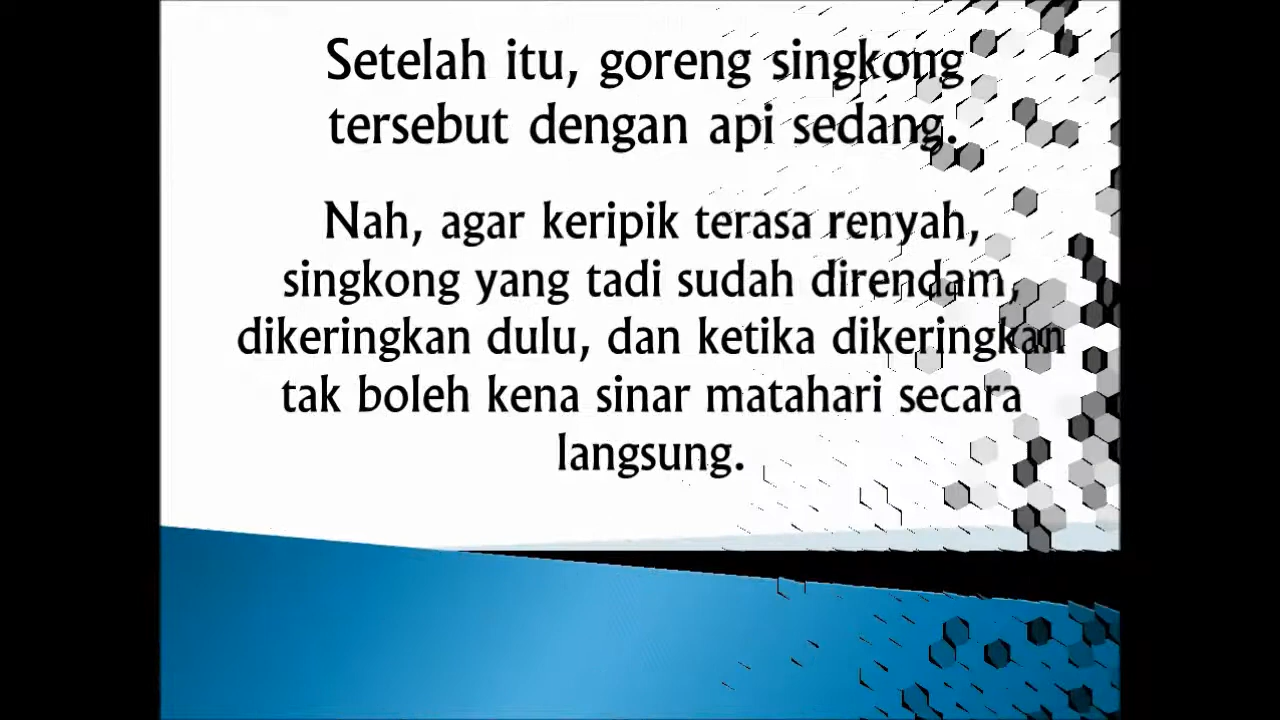 Setelah itu, goreng singkong
tersebut dengan api sedang.
Nah, agar keripik terasa renyah,
singkong yang tadi sudah direndam,
dikeringkan dulu, dan ketika dikeringkan
tak boleh kena sinar matahari secara
langsung.